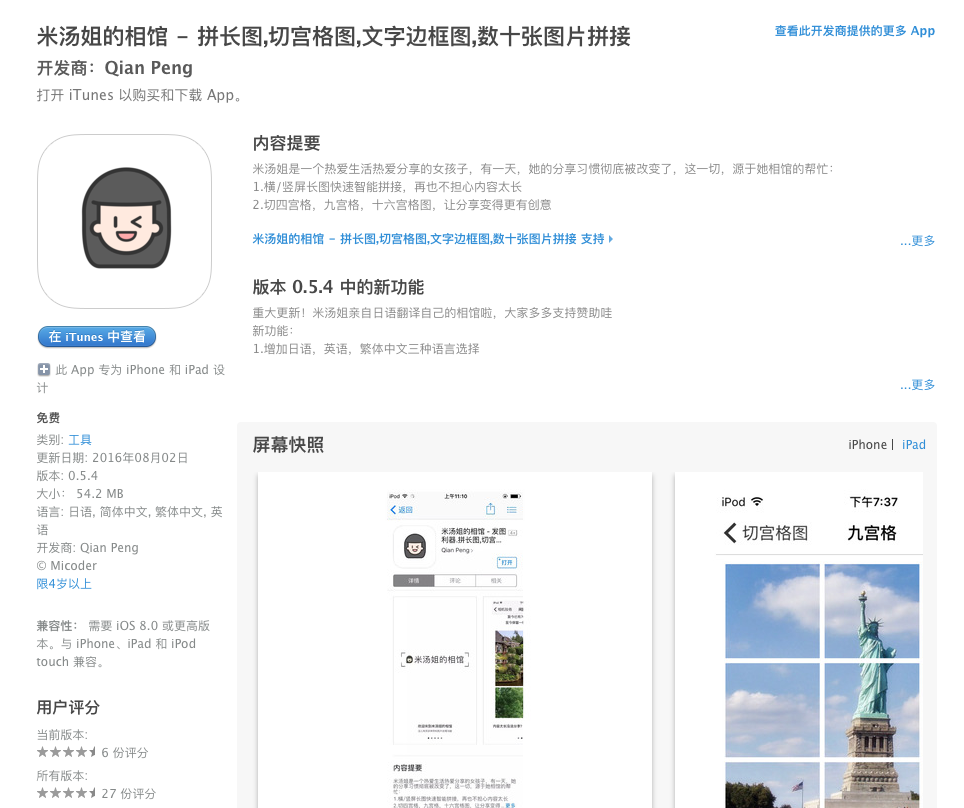 米汤姐的相馆 – 拼长图,切宫格图,文字边框图,数十张图片拼接
查看此开发商提供的更多 App
开发商：Qian Peng
打开 iTunes 以购买和下载 App。
内容提要
米汤姐是一个热爱生活热爱分享的女孩子，有一天，她的分享习惯彻底被改变了，这一切，源于她相馆的帮忙：
1.横/竖屏长图快速智能拼接，再也不担心内容太长
2.切四宫格，九宫格，十六宫格图，让分享变得更有创意
米汤姐的相馆 – 拼长图,切宫格图,文字边框图,数十张图片拼接 支持
...更多
版本 0.5.4 中的新功能
重大更新！米汤姐亲自日语翻译自己的相馆啦，大家多多支持赞助哇
新功能：
1.增加日语，英语，繁体中文三种语言选择
...更多
在 iTunes 中查看
此 App 专为 iPhone 和 iPad 设
计
免费
类别: 工具
更新日期: 2016年08月02日
版本: 0.5.4
大小： 54.2 MB
语言: 日语, 简体中文, 繁体中文, 英
语
开发商: Qian Peng
© Micoder
限4岁以上
兼容性： 需要 iOS 8.0 或更高版
本。与 iPhone、iPad 和 iPod
touch 兼容。
用户评分
当前版本:
6 份评分
所有版本:
27 份评分
屏幕快照
iPhone | iPad
iPod 上午11:10
返回
米汤姐的相馆 - 发图
利器,拼长图,切宫...
Qian Peng
打开
详情 评论 相关
米汤姐的相馆
内容提要
米汤姐是一个热爱生活热爱分享的女孩子，有一天，她
的分享习惯彻底被改变了，这一切，源于她相馆的帮
忙：
1.横/竖屏长图快速智能拼接，再也不担心内容太长
2.切四宫格，九宫格，十六宫格图，让分享变得... 更多
iPod 下午7:37
切宫格图 九宫格